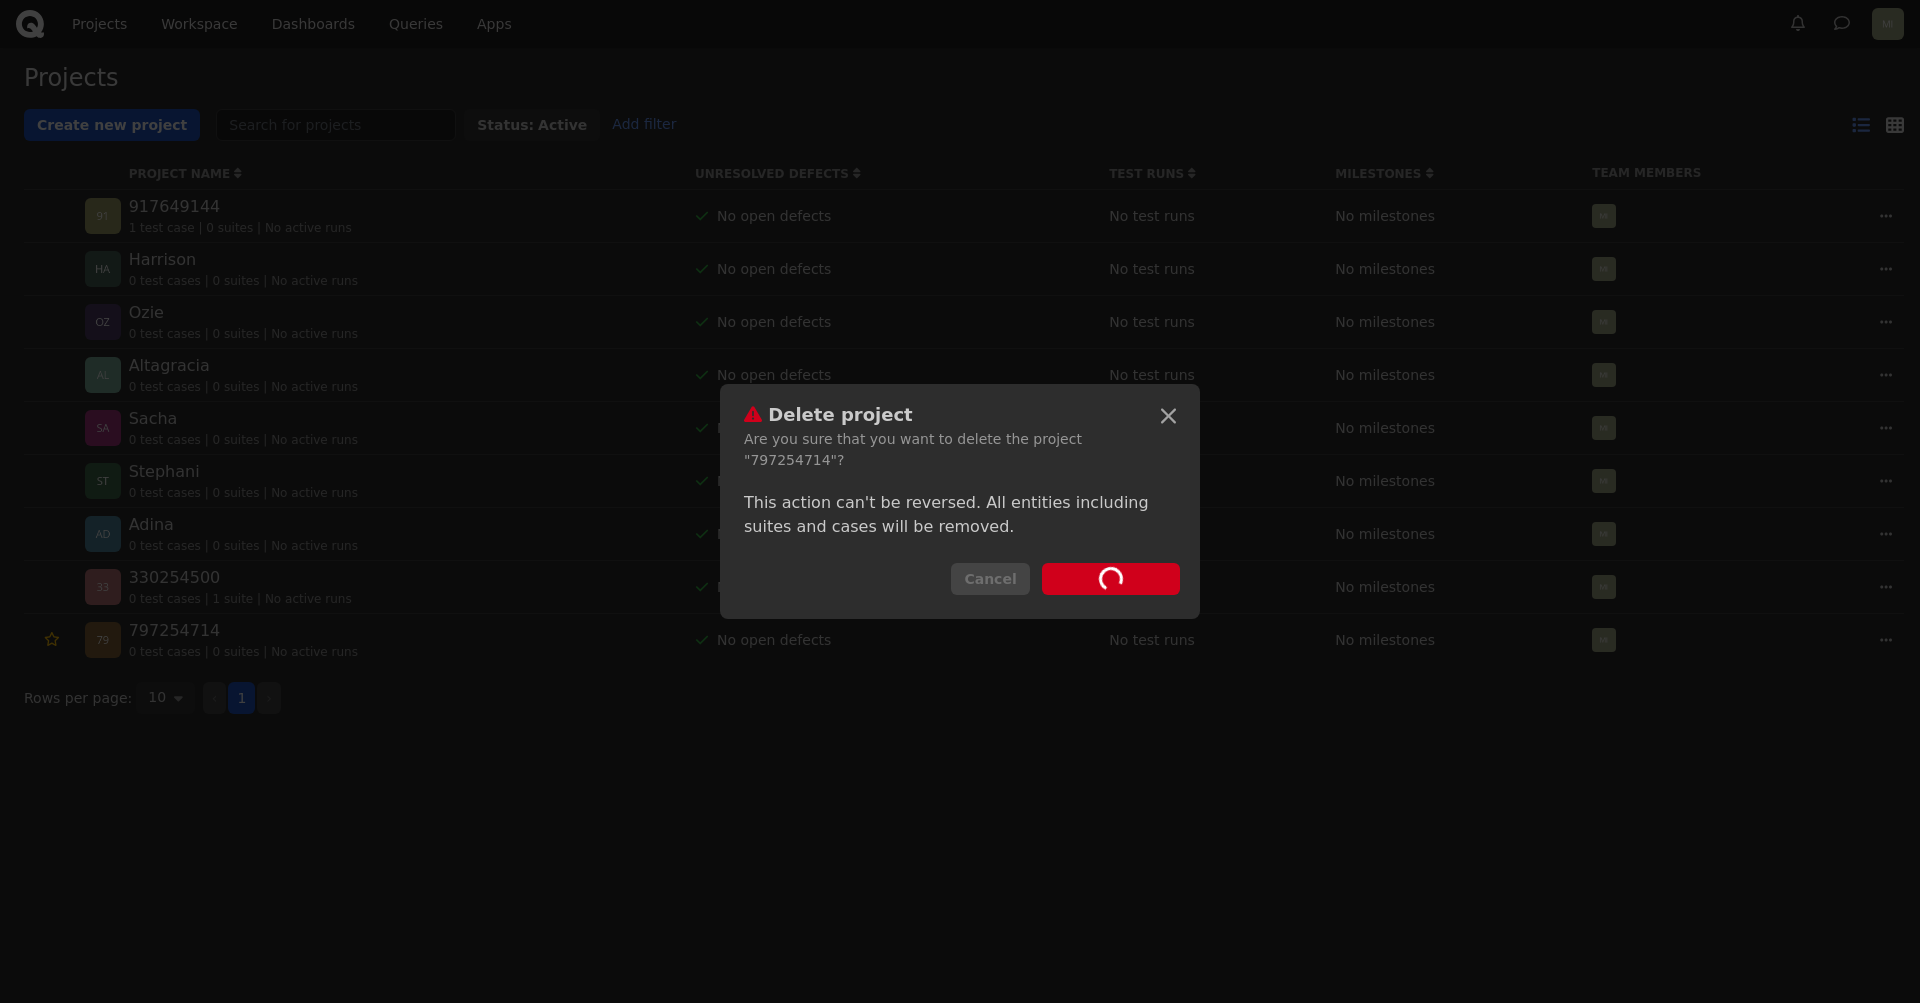 Projects Workspace Dashboards Queries Apps MI
Projects
Create new project Search for projects Status: Active Add filter
PROJECT NAME UNRESOLVED DEFECTS TEST RUNS MILESTONES TEAM MEMBERS
91 917649144 No open defects No test runs No milestones MI
1 test case | 0 suites | No active runs
HA Harrison No open defects No test runs No milestones MI
0 test cases | 0 suites | No active runs
OZ Ozie No open defects No test runs No milestones MI
0 test cases | 0 suites | No active runs
AL Altagracia No open defects No test runs No milestones MI
0 test cases | 0 suites | No active runs
SA Sacha No milestones MI
0 test cases | 0 suites | No active runs
ST Stephani No milestones MI
0 test cases | 0 suites | No active runs
AD Adina No milestones MI
0 test cases | 0 suites | No active runs
33 330254500 No milestones MI
0 test cases | 1 suite | No active runs
79 797254714 No open defects No test runs No milestones MI
0 test cases | 0 suites | No active runs
Rows per page: 10 ‹ 1 ›
Delete project
Are you sure that you want to delete the project
"797254714"?
This action can't be reversed. All entities including
suites and cases will be removed.
Cancel